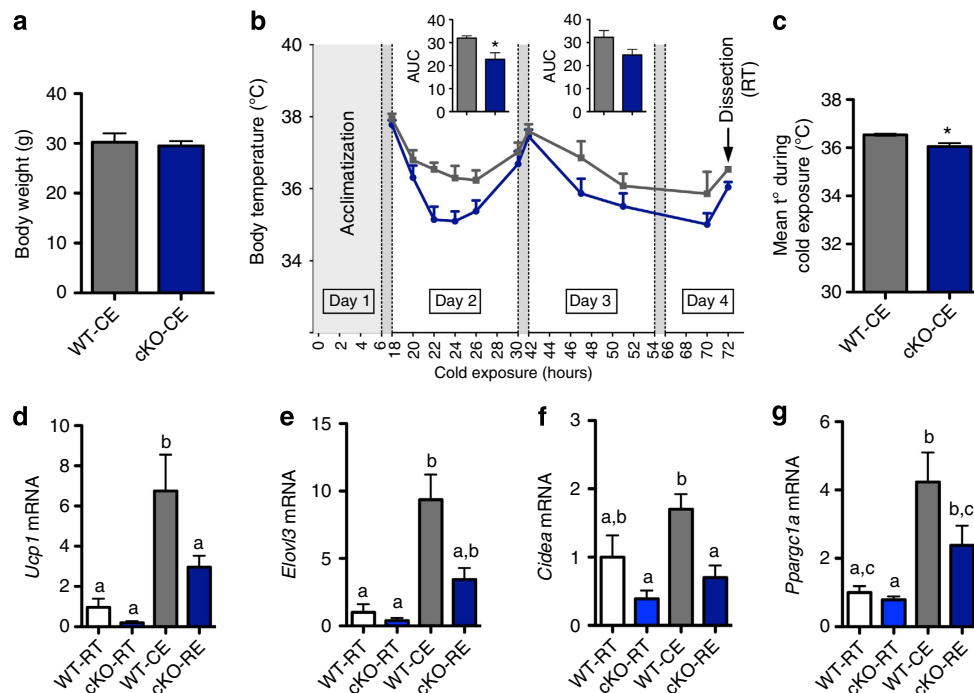 a
Body weight (g)
40
30
20
10
0
WT-CE
cKO-CE
b
Body temperature (°C)
40
38
36
34
Acclimatization
AUC
40
30
20
10
0
*
AUC
40
30
20
10
0
Dissection
(RT)
Day 1
Day 2
Day 3
Day 4
0 2 4 6 18 20 22 24 26 30 42 44 46 48 50 52 54 66 68 70 72
Cold exposure (hours)
c
Mean t° during
cold exposure (°C)
38
36
34
32
30
*
WT-CE
cKO-CE
d
Ucp1 mRNA
10
8
6
4
2
0
a
a
b
a
WT-RT
cKO-RT
WT-CE
cKO-RE
e
Elovl3 mRNA
15
10
5
0
a
a
b
a,b
WT-RT
cKO-RT
WT-CE
cKO-RE
f
Cidea mRNA
3
2
1
0
a,b
a
b
a
WT-RT
cKO-RT
WT-CE
cKO-RE
g
Ppargc1a mRNA
6
4
2
0
a,c
a
b
b,c
WT-RT
cKO-RT
WT-CE
cKO-RE